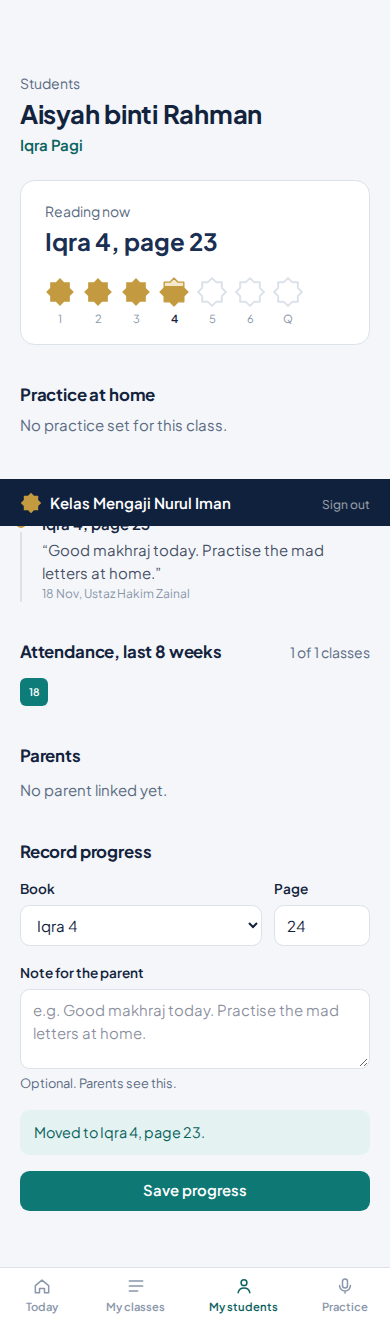 Students
Aisyah binti Rahman
Iqra Pagi
Reading now
Iqra 4, page 23
1 2 3 4 5 6 Q
Practice at home
No practice set for this class.
Kelas Mengaji Nurul Iman Sign out
Iqra 4, page 23
“Good makhraj today. Practise the mad
letters at home.”
18 Nov, Ustaz Hakim Zainal
Attendance, last 8 weeks 1 of 1 classes
18
Parents
No parent linked yet.
Record progress
Book Page
Iqra 4 24
Note for the parent
e.g. Good makhraj today. Practise the mad
letters at home.
Optional. Parents see this.
Moved to Iqra 4, page 23.
Save progress
Today My classes My students Practice